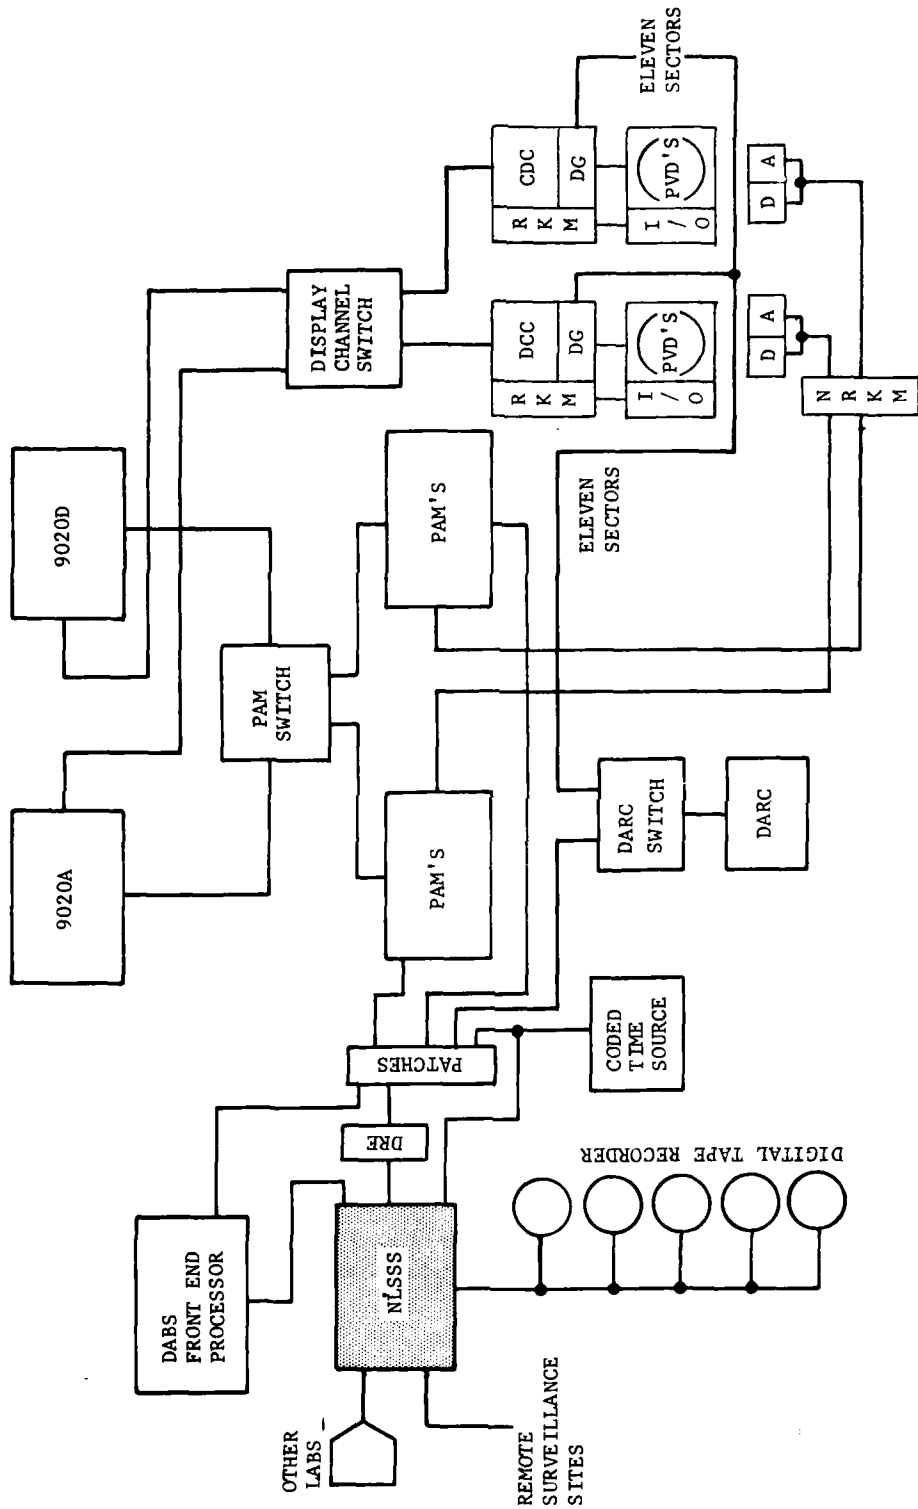 9020A
9020D
DABS
FRONT END
PROCESSOR
PAM
SWITCH
DISPLAY
CHANNEL
SWITCH
OTHER
LABS
NLSSS
DRE
PATCHES
PAM'S
PAM'S
REMOTE
SURVEILLANCE
SITES
DIGITAL TAPE RECORDER
CODED
TIME
SOURCE
DARC
SWITCH
DARC
ELEVEN
SECTORS
R
K
M
DCC
DG
I
/
O
PVD'S
R
K
M
CDC
DG
I
/
O
PVD'S
ELEVEN
SECTORS
D A
D A
N
R
K
M